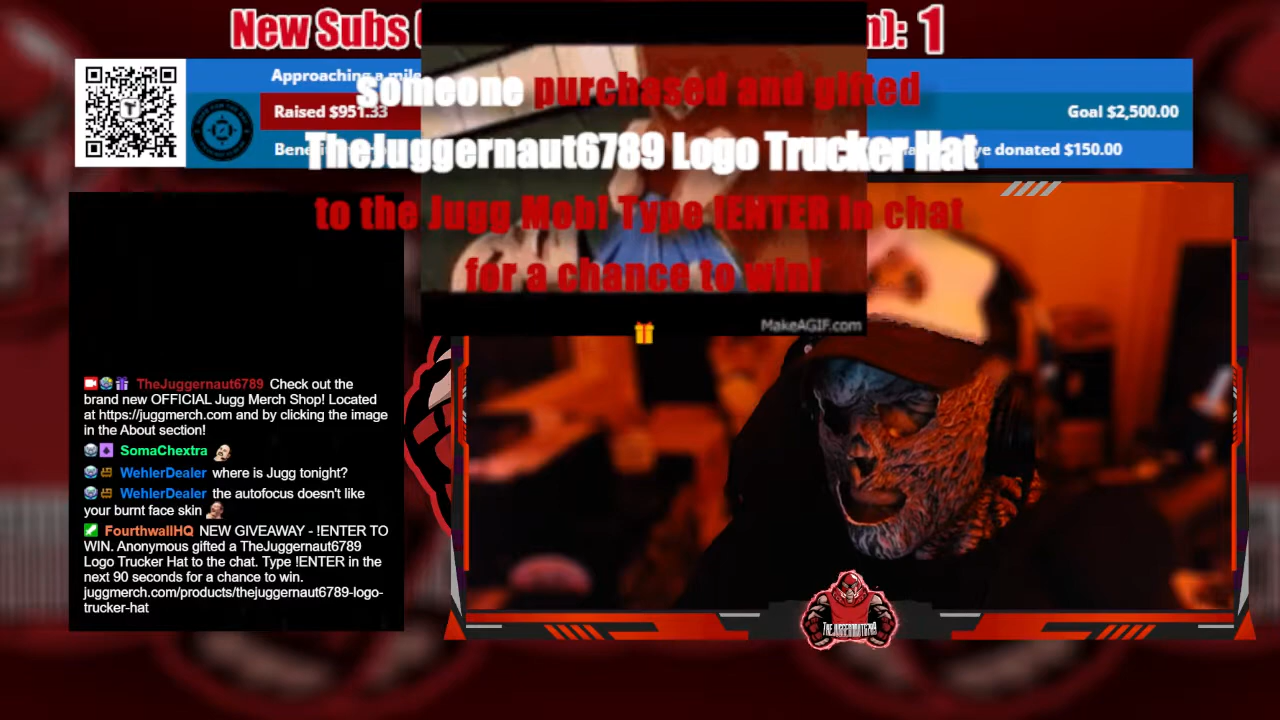 New Subs
n): 1
Approaching a mile
Raised $951.33
Goal $2,500.00
ve donated $150.00
someone purchased and gifted
TheJuggernaut6789 Logo Trucker Hat
to the Jugg Mob! Type !ENTER in chat
for a chance to win!
MakeAGIF.com
TheJuggernaut6789 Check out the
brand new OFFICIAL Jugg Merch Shop! Located
at https://juggmerch.com and by clicking the image
in the About section!
SomaChextra
WehlerDealer where is Jugg tonight?
WehlerDealer the autofocus doesn't like
your burnt face skin
FourthwallHQ NEW GIVEAWAY - !ENTER TO
WIN. Anonymous gifted a TheJuggernaut6789
Logo Trucker Hat to the chat. Type !ENTER in the
next 90 seconds for a chance to win.
juggmerch.com/products/thejuggernaut6789-logo-
trucker-hat
THEJUGGERNAUT6789